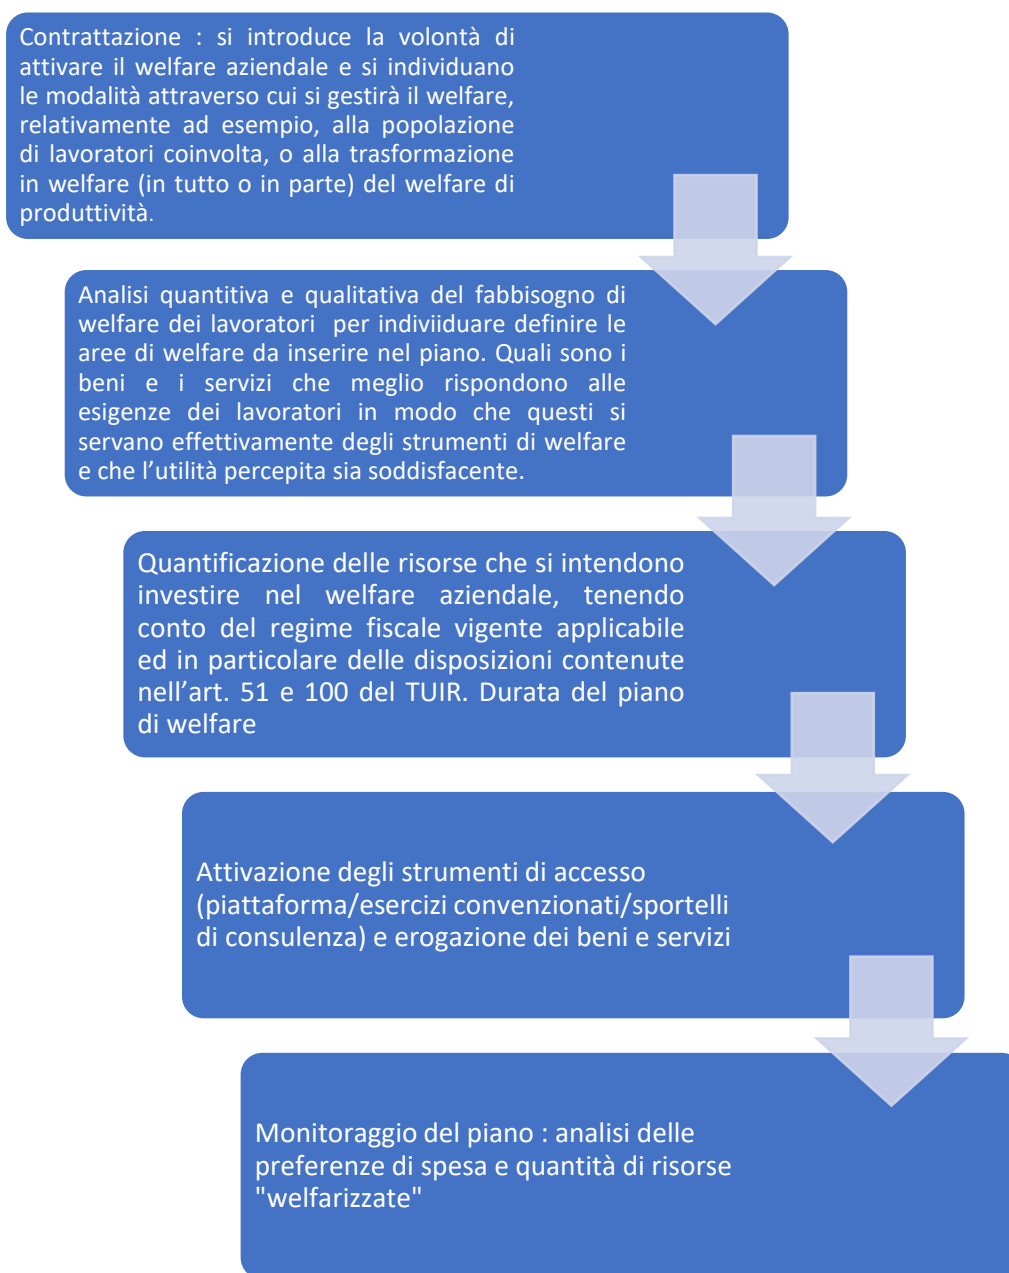 Contrattazione : si introduce la volontà di
attivare il welfare aziendale e si individuano
le modalità attraverso cui si gestirà il welfare,
relativamente ad esempio, alla popolazione
di lavoratori coinvolta, o alla trasformazione
in welfare (in tutto o in parte) del welfare di
produttività.
Analisi quantitiva e qualitativa del fabbisogno di
welfare dei lavoratori per indiviiduare definire le
aree di welfare da inserire nel piano. Quali sono i
beni e i servizi che meglio rispondono alle
esigenze dei lavoratori in modo che questi si
servano effettivamente degli strumenti di welfare
e che l’utilità percepita sia soddisfacente.
Quantificazione delle risorse che si intendono
investire nel welfare aziendale, tenendo
conto del regime fiscale vigente applicabile
ed in particolare delle disposizioni contenute
nell’art. 51 e 100 del TUIR. Durata del piano
di welfare
Attivazione degli strumenti di accesso
(piattaforma/esercizi convenzionati/sportelli
di consulenza) e erogazione dei beni e servizi
Monitoraggio del piano : analisi delle
preferenze di spesa e quantità di risorse
"welfarizzate"